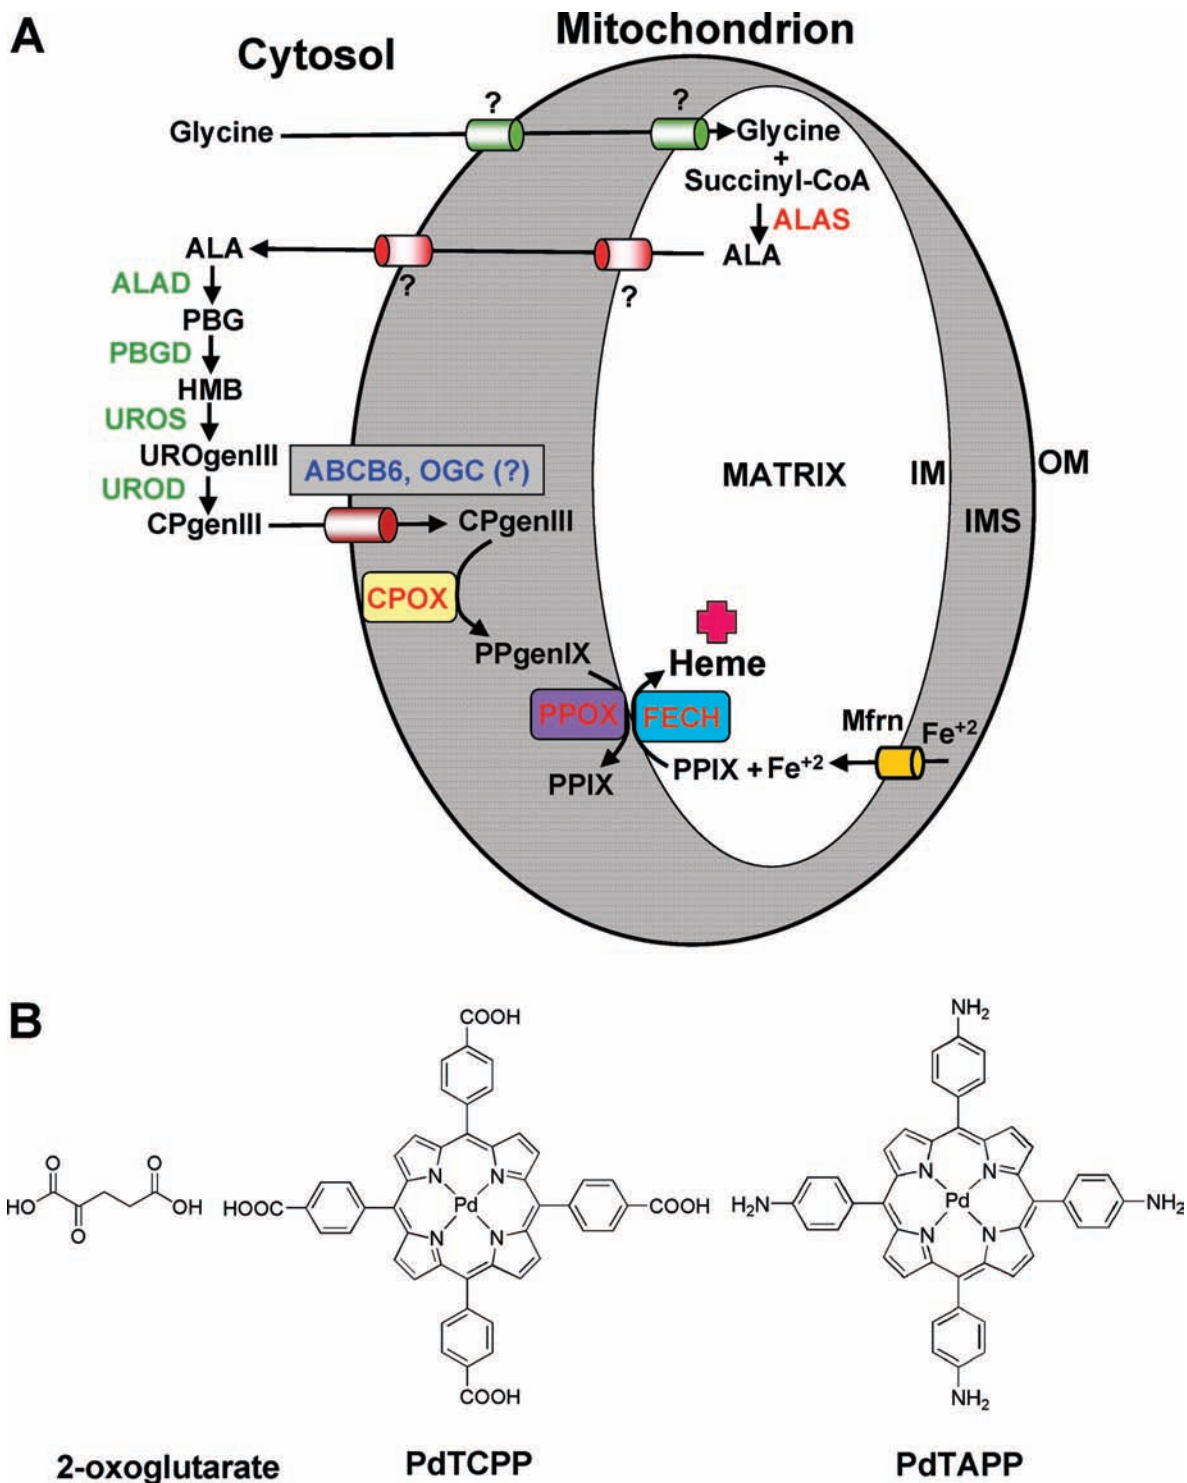 A
Cytosol
Mitochondrion
Glycine
?
?
Glycine
+
Succinyl-CoA
ALAS
ALA
ALA
?
?
ALAD
PBG
PBGD
HMB
UROS
UROgenIII
UROD
CPgenIII
ABCB6, OGC (?)
CPgenIII
CPOX
PPgenIX
PPOX
FECH
Heme
PPIX
PPIX + Fe+2
Mfrn
Fe+2
MATRIX
IM
OM
IMS
B
O
O
HO
OH
O
2-oxoglutarate
COOH
HOOC
COOH
COOH
N
N
Pd
N
N
PdTCPP
NH2
H2N
NH2
NH2
N
N
Pd
N
N
PdTAPP